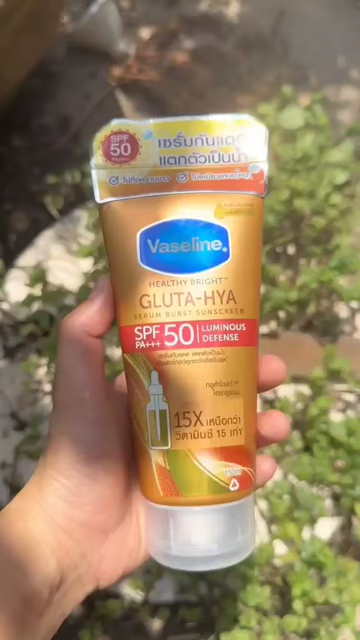 SPF
50
PA+++
เซรั่มกันแดด
แตกตัวเป็นน้ำ
Vaseline
HEALTHY BRIGHT™
GLUTA-HYA
SERUM BURST SUNSCREEN
SPF 50 LUMINOUS
PA+++ DEFENSE
15X เหนือกว่า
วิตามินซี 15 เท่า